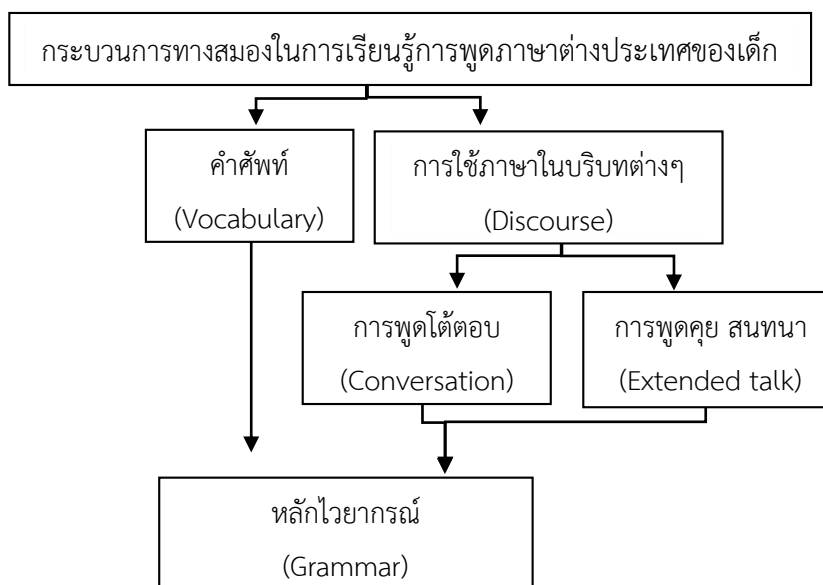 กระบวนการทางสมองในการเรียนรู้การพูดภาษาต่างประเทศของเด็ก
คำศัพท์
(Vocabulary)
การใช้ภาษาในบริบทต่างๆ
(Discourse)
การพูดโต้ตอบ
(Conversation)
การพูดคุย สนทนา
(Extended talk)
หลักไวยากรณ์
(Grammar)